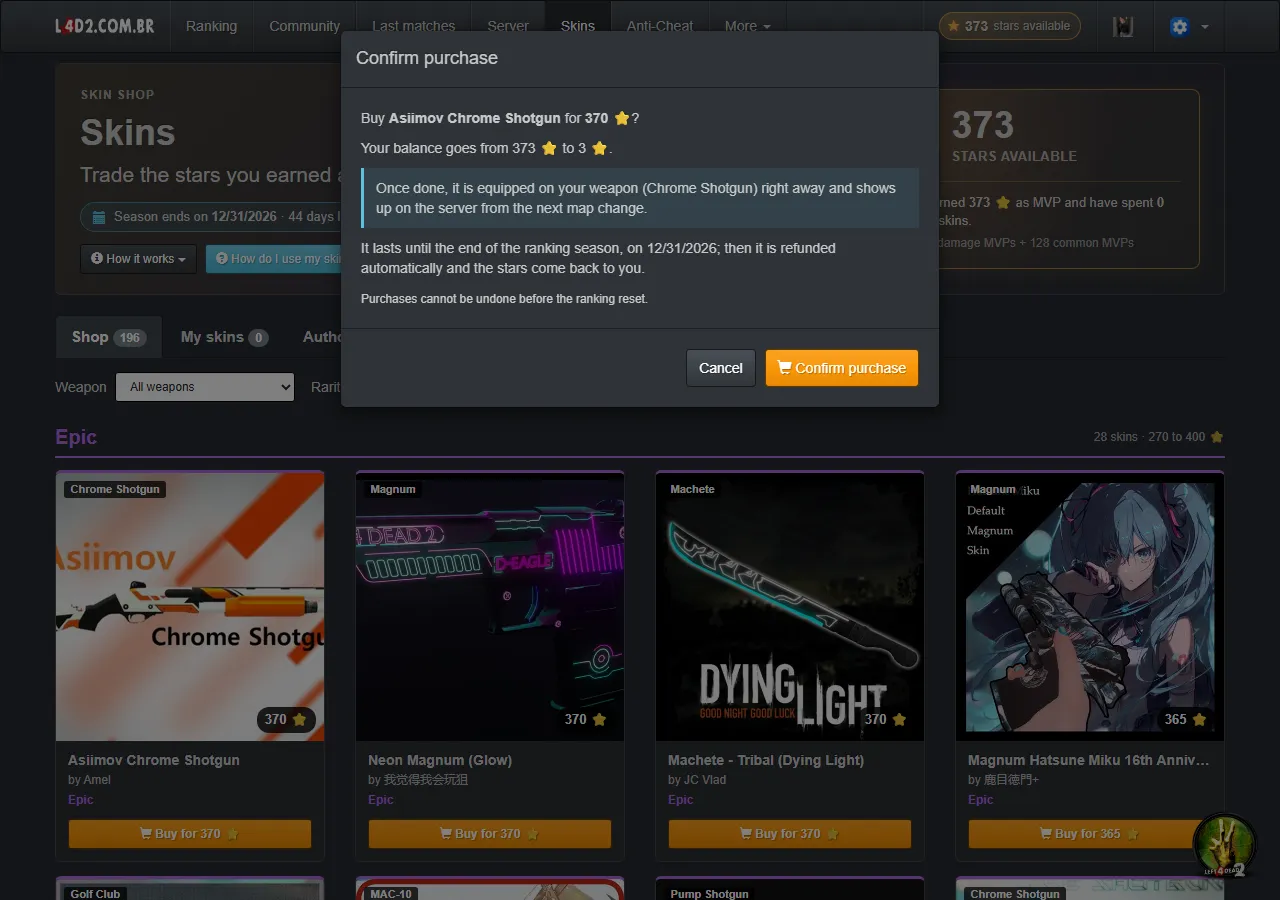 L4D2.COM.BR
Ranking
Community
Last matches
Server
Skins
Anti-Cheat
More
373 stars available
Confirm purchase
Buy Asiimov Chrome Shotgun for 370 ?
Your balance goes from 373 to 3 .
Once done, it is equipped on your weapon (Chrome Shotgun) right away and shows
up on the server from the next map change.
It lasts until the end of the ranking season, on 12/31/2026; then it is refunded
automatically and the stars come back to you.
Purchases cannot be undone before the ranking reset.
Cancel
Confirm purchase
SKIN SHOP
Skins
Trade the stars you earned
Season ends on 12/31/2026 · 44 days
How it works
How do I use my
373
STARS AVAILABLE
373 as MVP and have spent 0
skins.
damage MVPs + 128 common MVPs
Shop 196
My skins 0
Weapon
All weapons
Epic
28 skins · 270 to 400
Chrome Shotgun
Asiimov
Chrome Shotgu
370
Asiimov Chrome Shotgun
by Amel
Epic
Buy for 370
Magnum
4 DEAD 2
D-EAGLE
370
Neon Magnum (Glow)
by 我觉得我会玩狙
Epic
Buy for 370
Machete
DYING LIGHT
GOOD NIGHT GOOD LUCK
370
Machete - Tribal (Dying Light)
by JC Vlad
Epic
Buy for 370
Magnum
iku
Default
Magnum
Skin
365
Magnum Hatsune Miku 16th Anniv...
by 鹿目徳門+
Epic
Buy for 365
LEFT 4 DEAD 2
Golf Club
MAC-10
Pump Shotgun
Chrome Shotgun